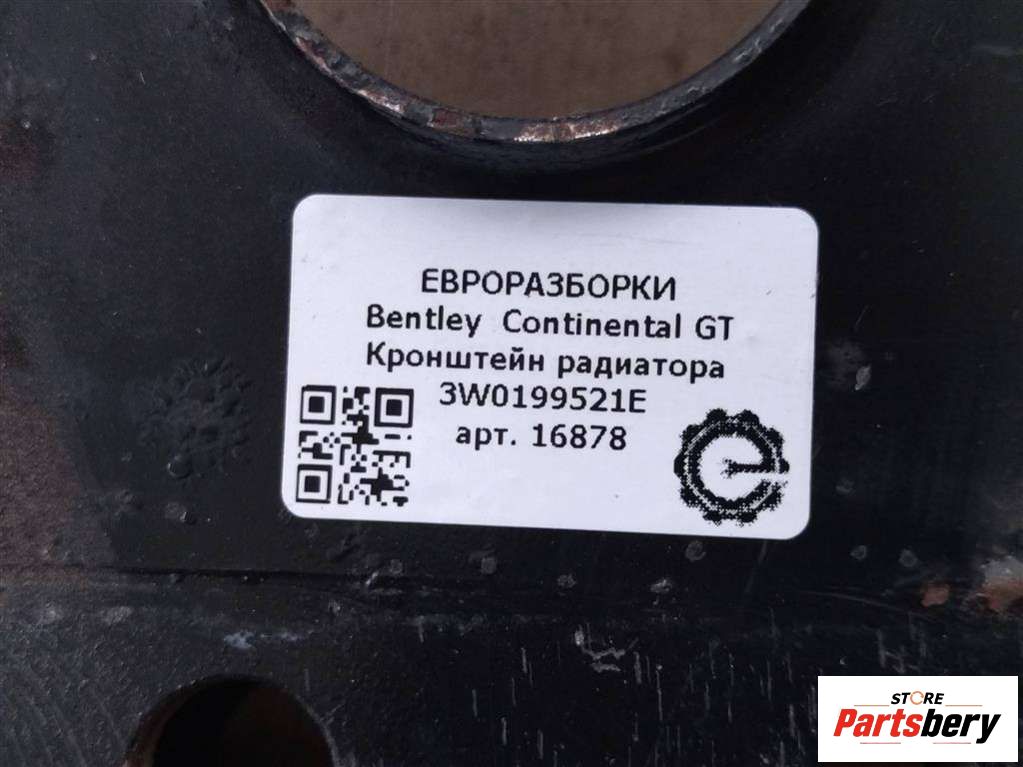 ЕВРОРАЗБОРКИ
Bentley Continental GT
Кронштейн радиатора
3W0199521E
арт. 16878
STORE
Partsbery